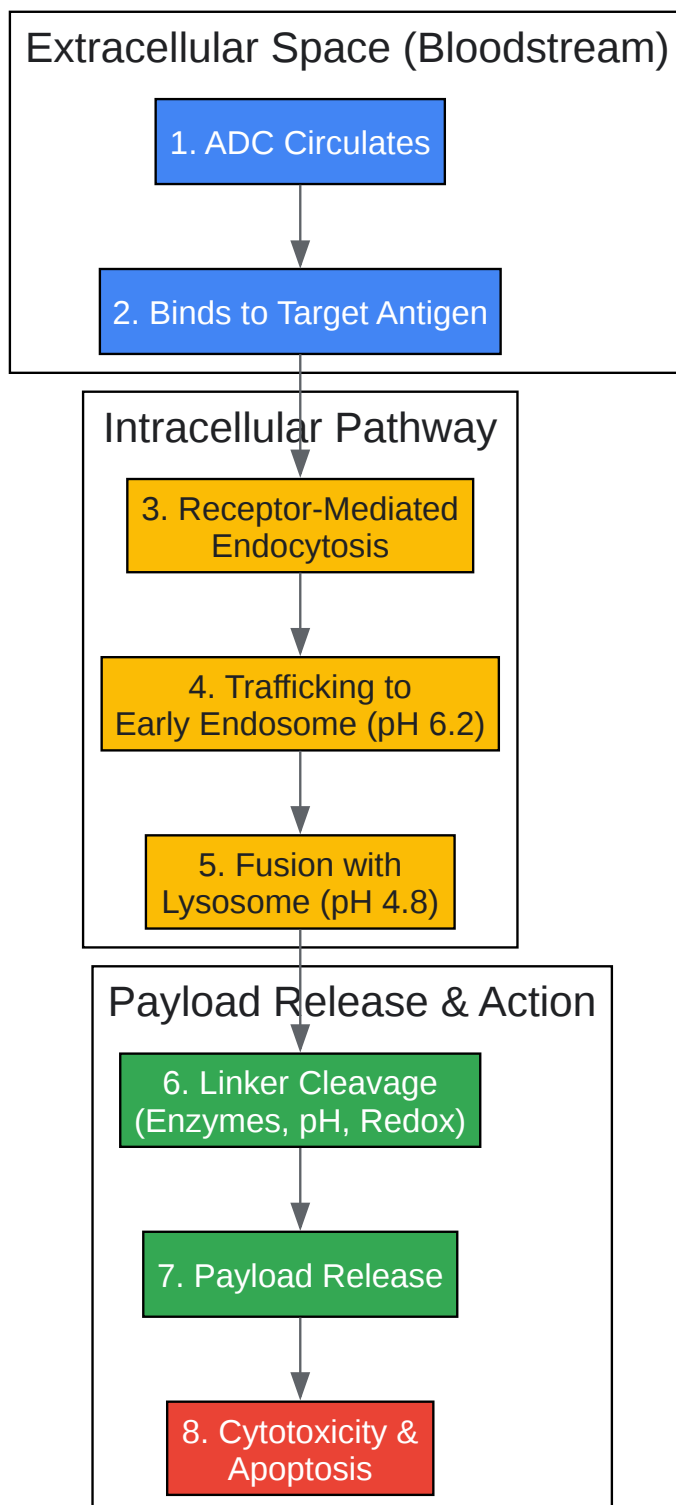 Extracellular Space (Bloodstream)
1. ADC Circulates
2. Binds to Target Antigen
Intracellular Pathway
3. Receptor-Mediated
Endocytosis
4. Trafficking to
Early Endosome (pH 6.2)
5. Fusion with
Lysosome (pH 4.8)
Payload Release & Action
6. Linker Cleavage
(Enzymes, pH, Redox)
7. Payload Release
8. Cytotoxicity &
Apoptosis